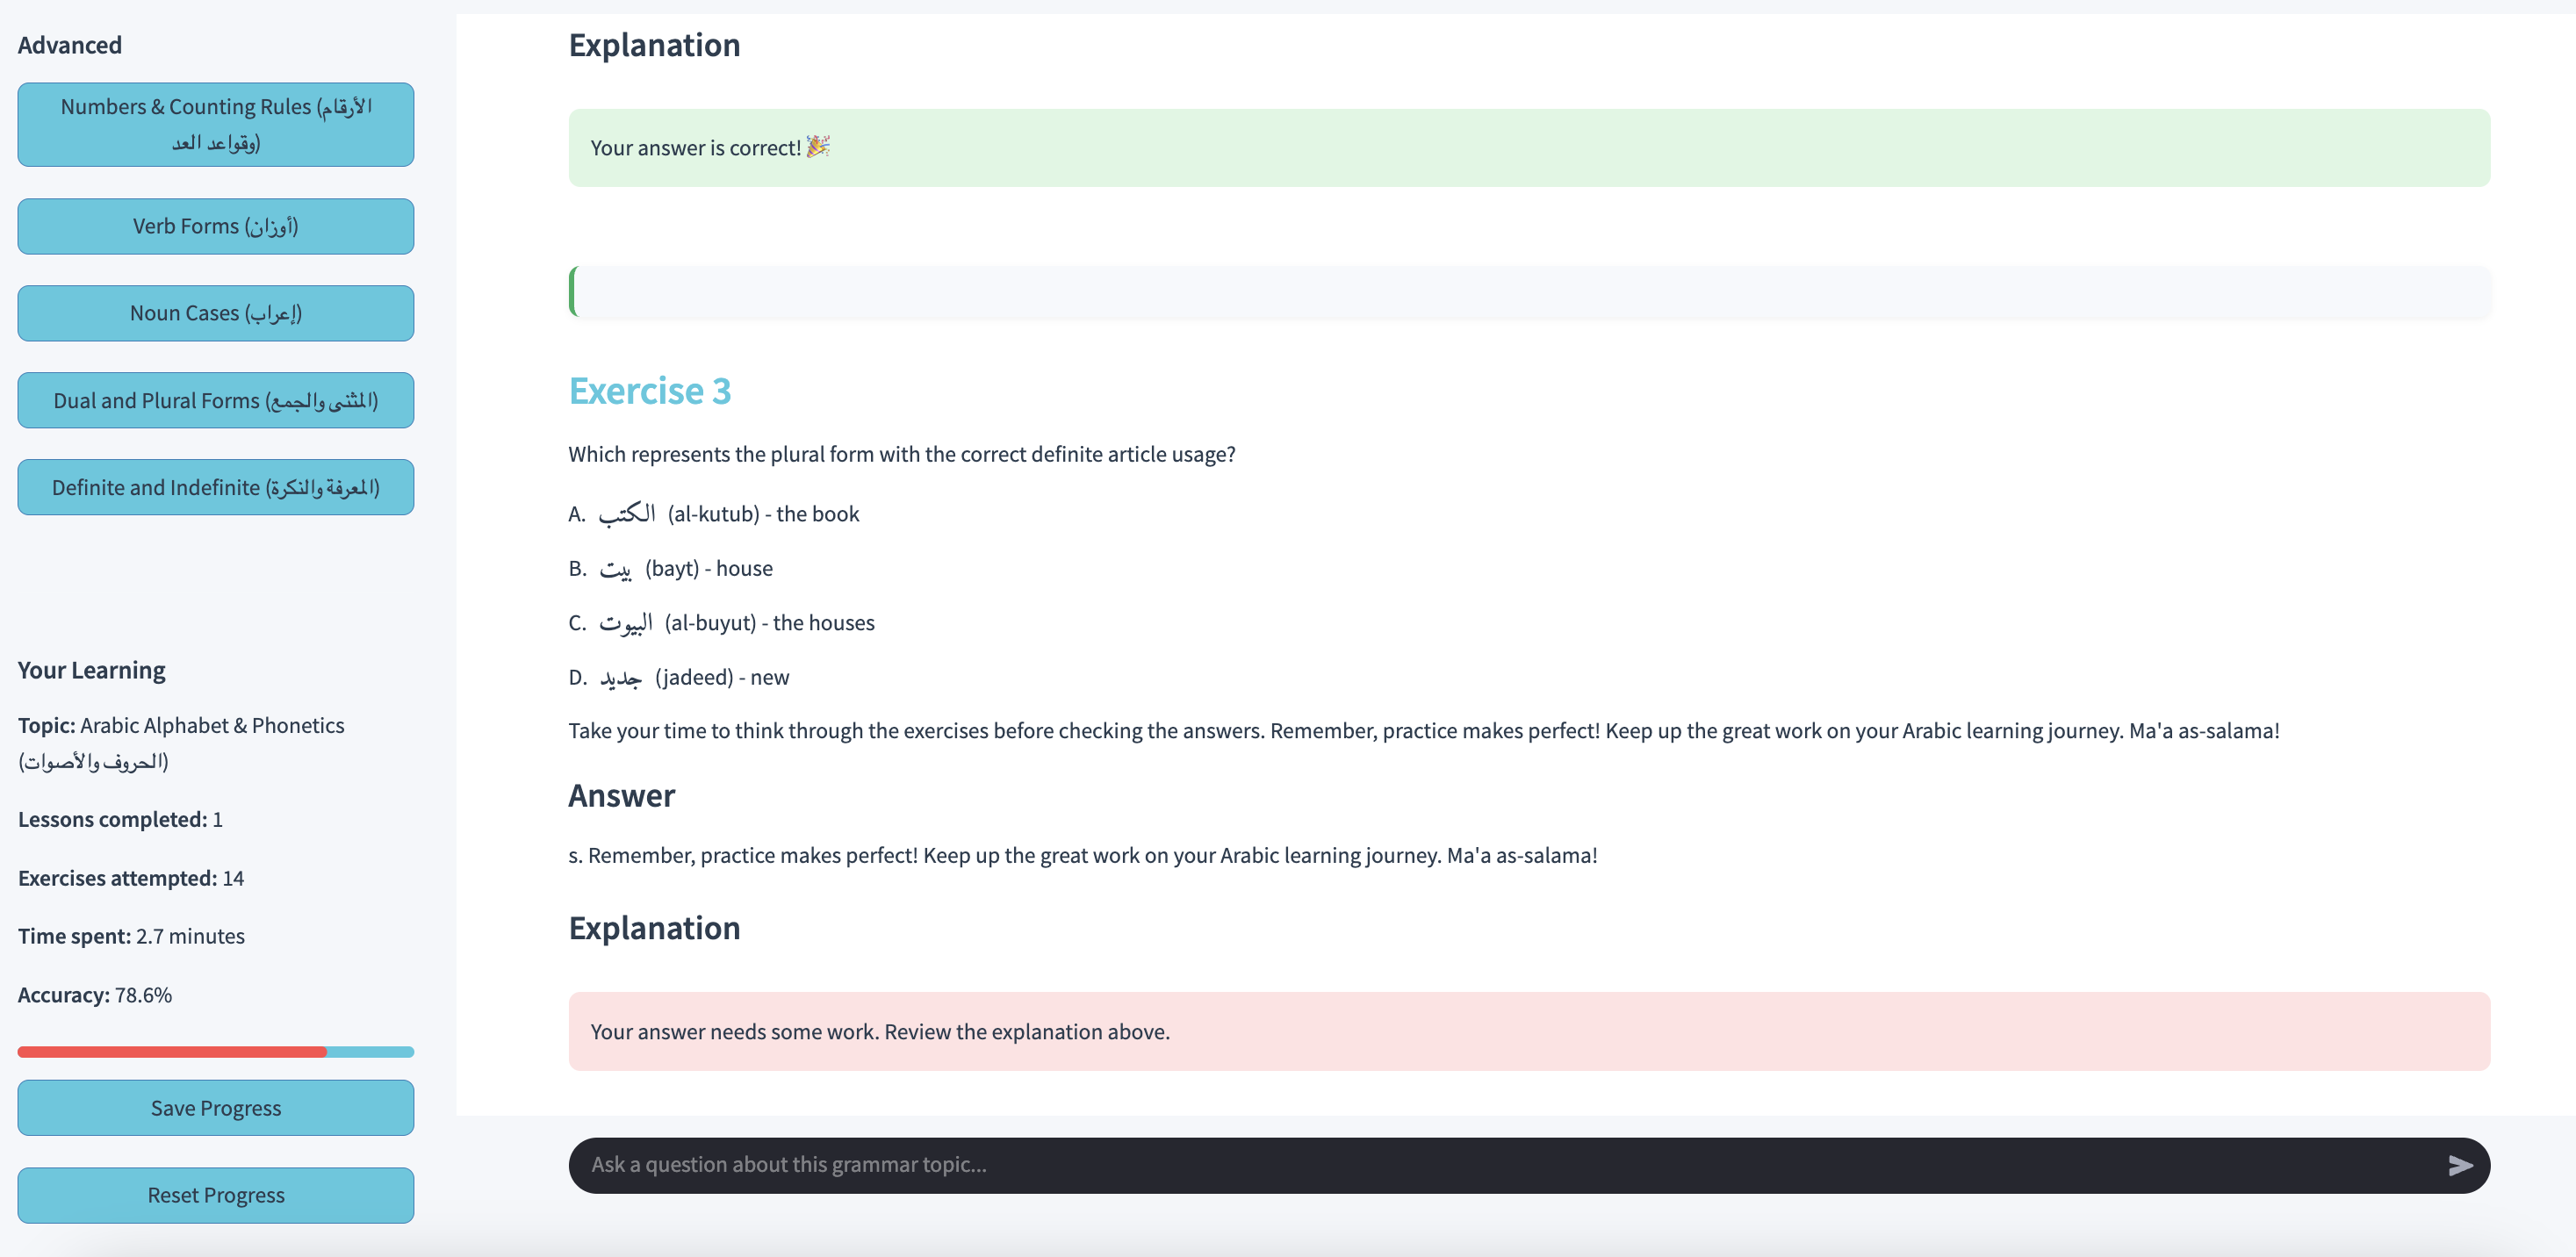 Advanced
Numbers & Counting Rules (الأرقام
وقواعد العد)
Verb Forms (أوزان)
Noun Cases (إعراب)
Dual and Plural Forms (المثنى والجمع)
Definite and Indefinite (المعرفة والنكرة)
Your Learning
Topic: Arabic Alphabet & Phonetics
(الحروف والأصوات)
Lessons completed: 1
Exercises attempted: 14
Time spent: 2.7 minutes
Accuracy: 78.6%
Save Progress
Reset Progress
Explanation
Your answer is correct! 🎉
Exercise 3
Which represents the plural form with the correct definite article usage?
A. الكتب (al-kutub) - the book
B. بيت (bayt) - house
C. البيوت (al-buyut) - the houses
D. جديد (jadeed) - new
Take your time to think through the exercises before checking the answers. Remember, practice makes perfect! Keep up the great work on your Arabic learning journey. Ma'a as-salama!
Answer
s. Remember, practice makes perfect! Keep up the great work on your Arabic learning journey. Ma'a as-salama!
Explanation
Your answer needs some work. Review the explanation above.
Ask a question about this grammar topic...